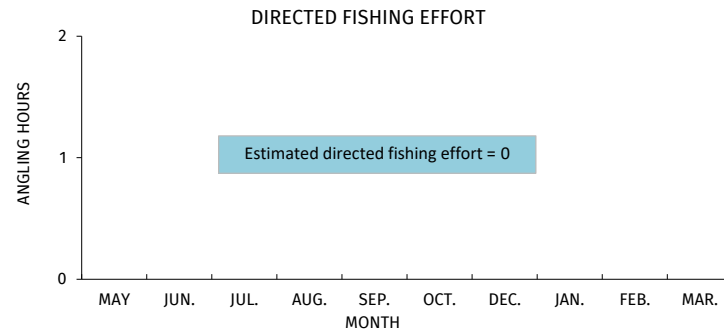 DIRECTED FISHING EFFORT
2
1
0
ANGLING HOURS
Estimated directed fishing effort = 0
MAY JUN. JUL. AUG. SEP. OCT. DEC. JAN. FEB. MAR.
MONTH